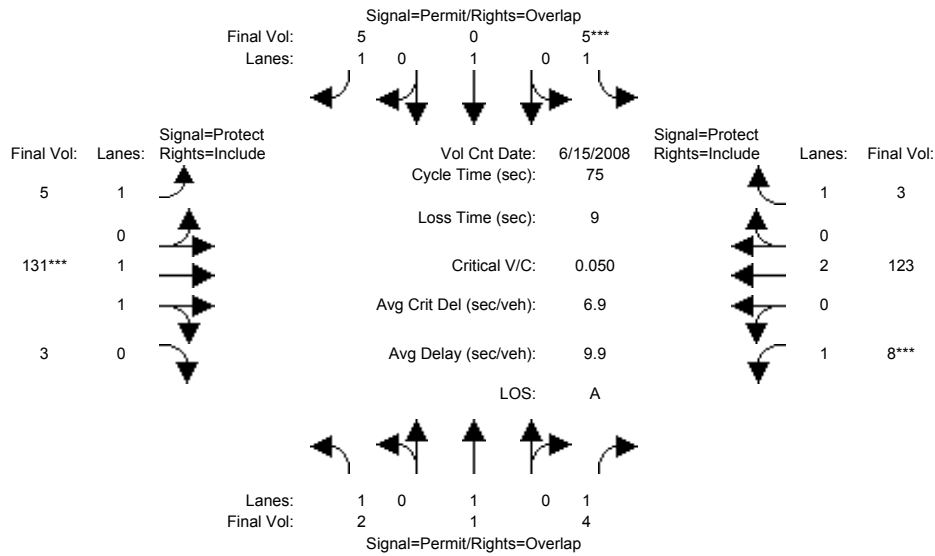 Signal=Permit/Rights=Overlap
Final Vol: 5 0 5***
Lanes: 1 0 1 0 1
Signal=Protect Signal=Protect
Final Vol: Lanes: Rights=Include Vol Cnt Date: 6/15/2008 Rights=Include Lanes: Final Vol:
Cycle Time (sec): 75
5 1 1 3
Loss Time (sec): 9
0 0
131*** 1 Critical V/C: 0.050 2 123
1 Avg Crit Del (sec/veh): 6.9 0
3 0 Avg Delay (sec/veh): 9.9 1 8***
LOS: A
Lanes: 1 0 1 0 1
Final Vol: 2 1 4
Signal=Permit/Rights=Overlap